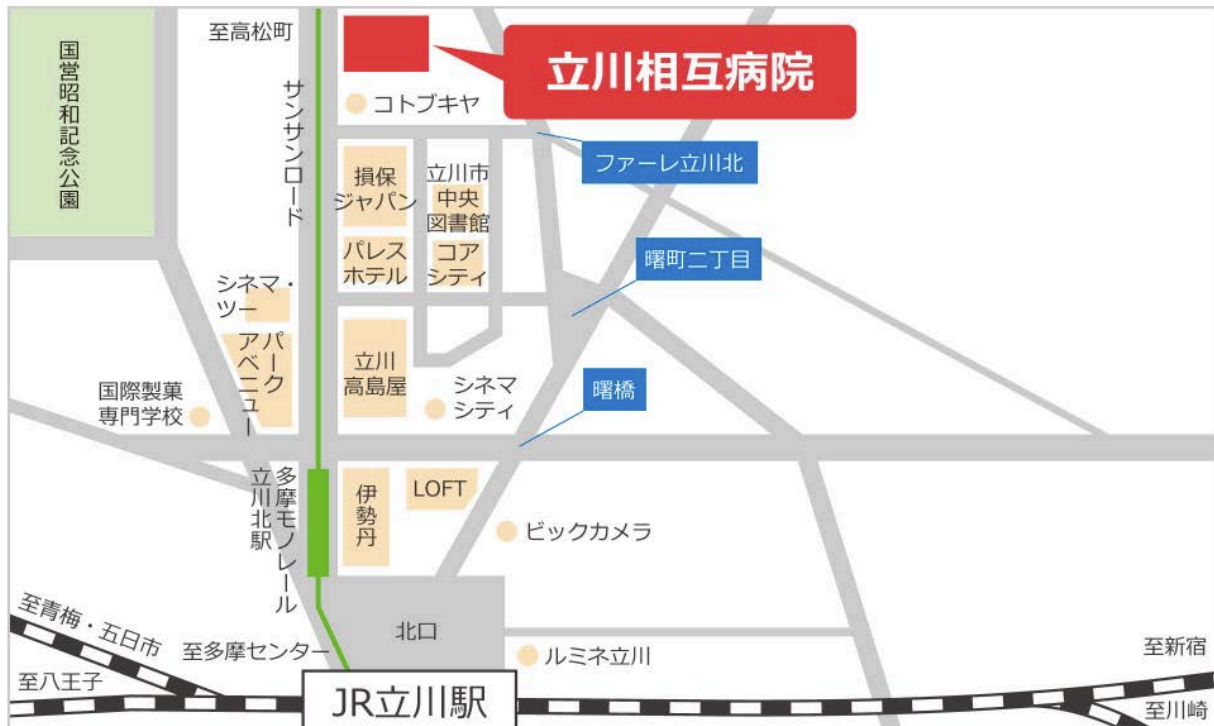 国営昭和記念公園
至高松町
サンサンロード
立川相互病院
コトブキヤ
ファーレ立川北
損保
ジャパン
立川市
中央
図書館
パレス
ホテル
コア
シティ
曙町二丁目
シネマ・
ツー
パーク
アベニュー
立川
高島屋
シネマ
シティ
曙橋
国際製菓
専門学校
多摩モノレール
立川北駅
伊勢丹
LOFT
ビックカメラ
北口
至青梅・五日市
至多摩センター
ルミネ立川
至新宿
至八王子
JR立川駅
至川崎